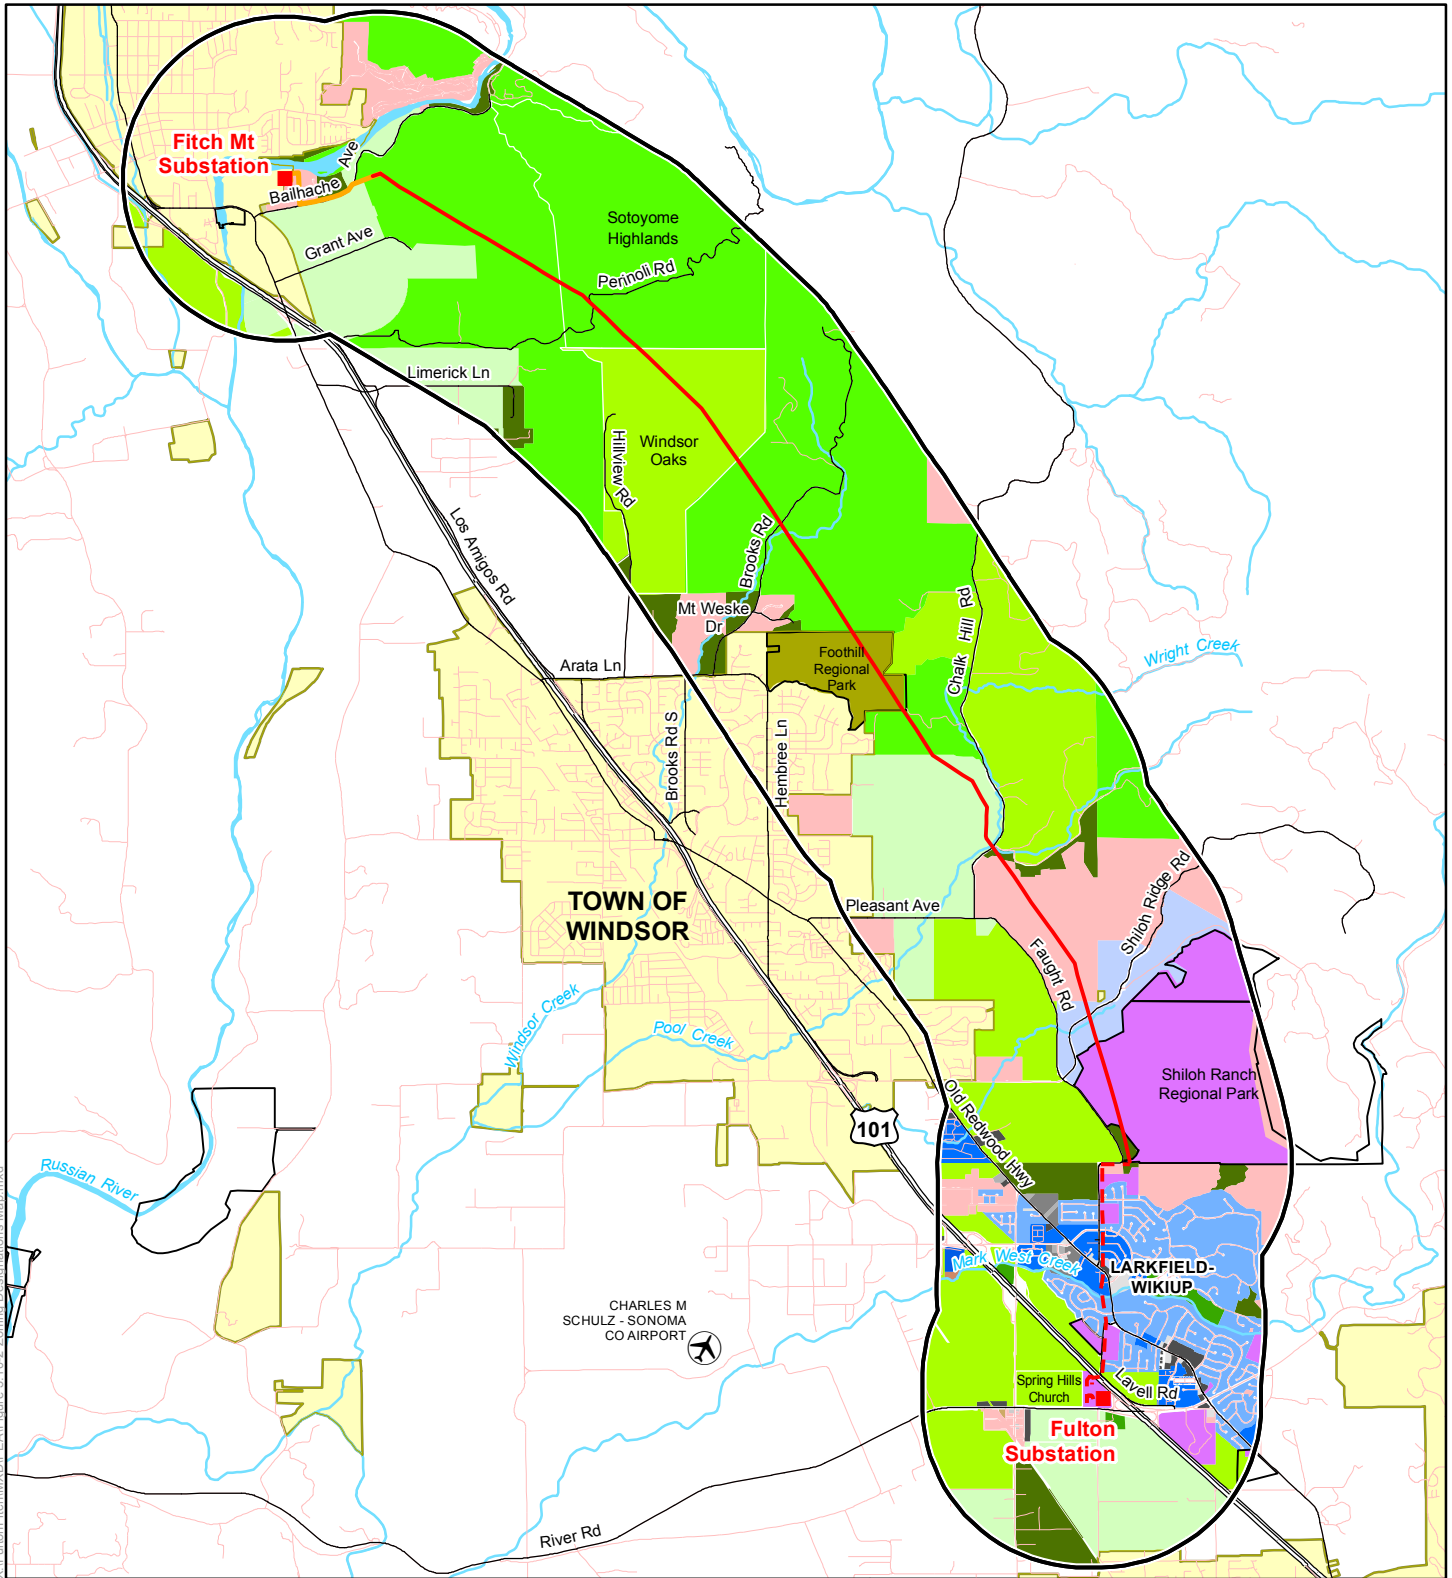 Fitch Mt
Substation
Bailhache
Ave
Grant Ave
Sotoyome
Highlands
Perinoli Rd
Limerick Ln
Hillview Rd
Windsor
Oaks
Los Amigos Rd
Brooks Rd
Mt Weske
Dr
Chalk Hill Rd
Foothill
Regional
Park
Wright Creek
Arata Ln
Brooks Rd S
Hembree Ln
TOWN OF
WINDSOR
Pleasant Ave
Shiloh Ridge Rd
Faught Rd
Windsor Creek
Pool Creek
Shiloh Ranch
Regional Park
Old Redwood Hwy
101
Russian River
Mark West Creek
LARKFIELD-
WIKIUP
CHARLES M
SCHULZ - SONOMA
CO AIRPORT
Spring Hills
Church
Lavell Rd
Fulton
Substation
River Rd